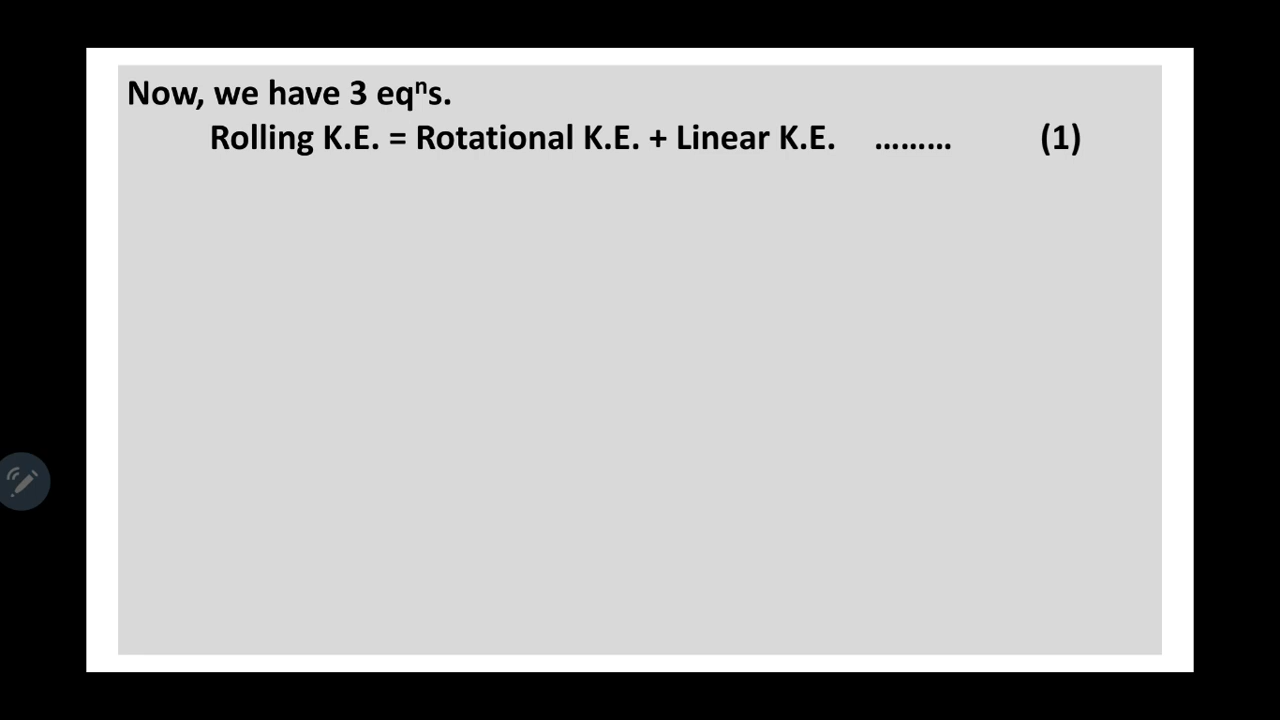 Now, we have 3 eqⁿs.
Rolling K.E. = Rotational K.E. + Linear K.E. ......... (1)